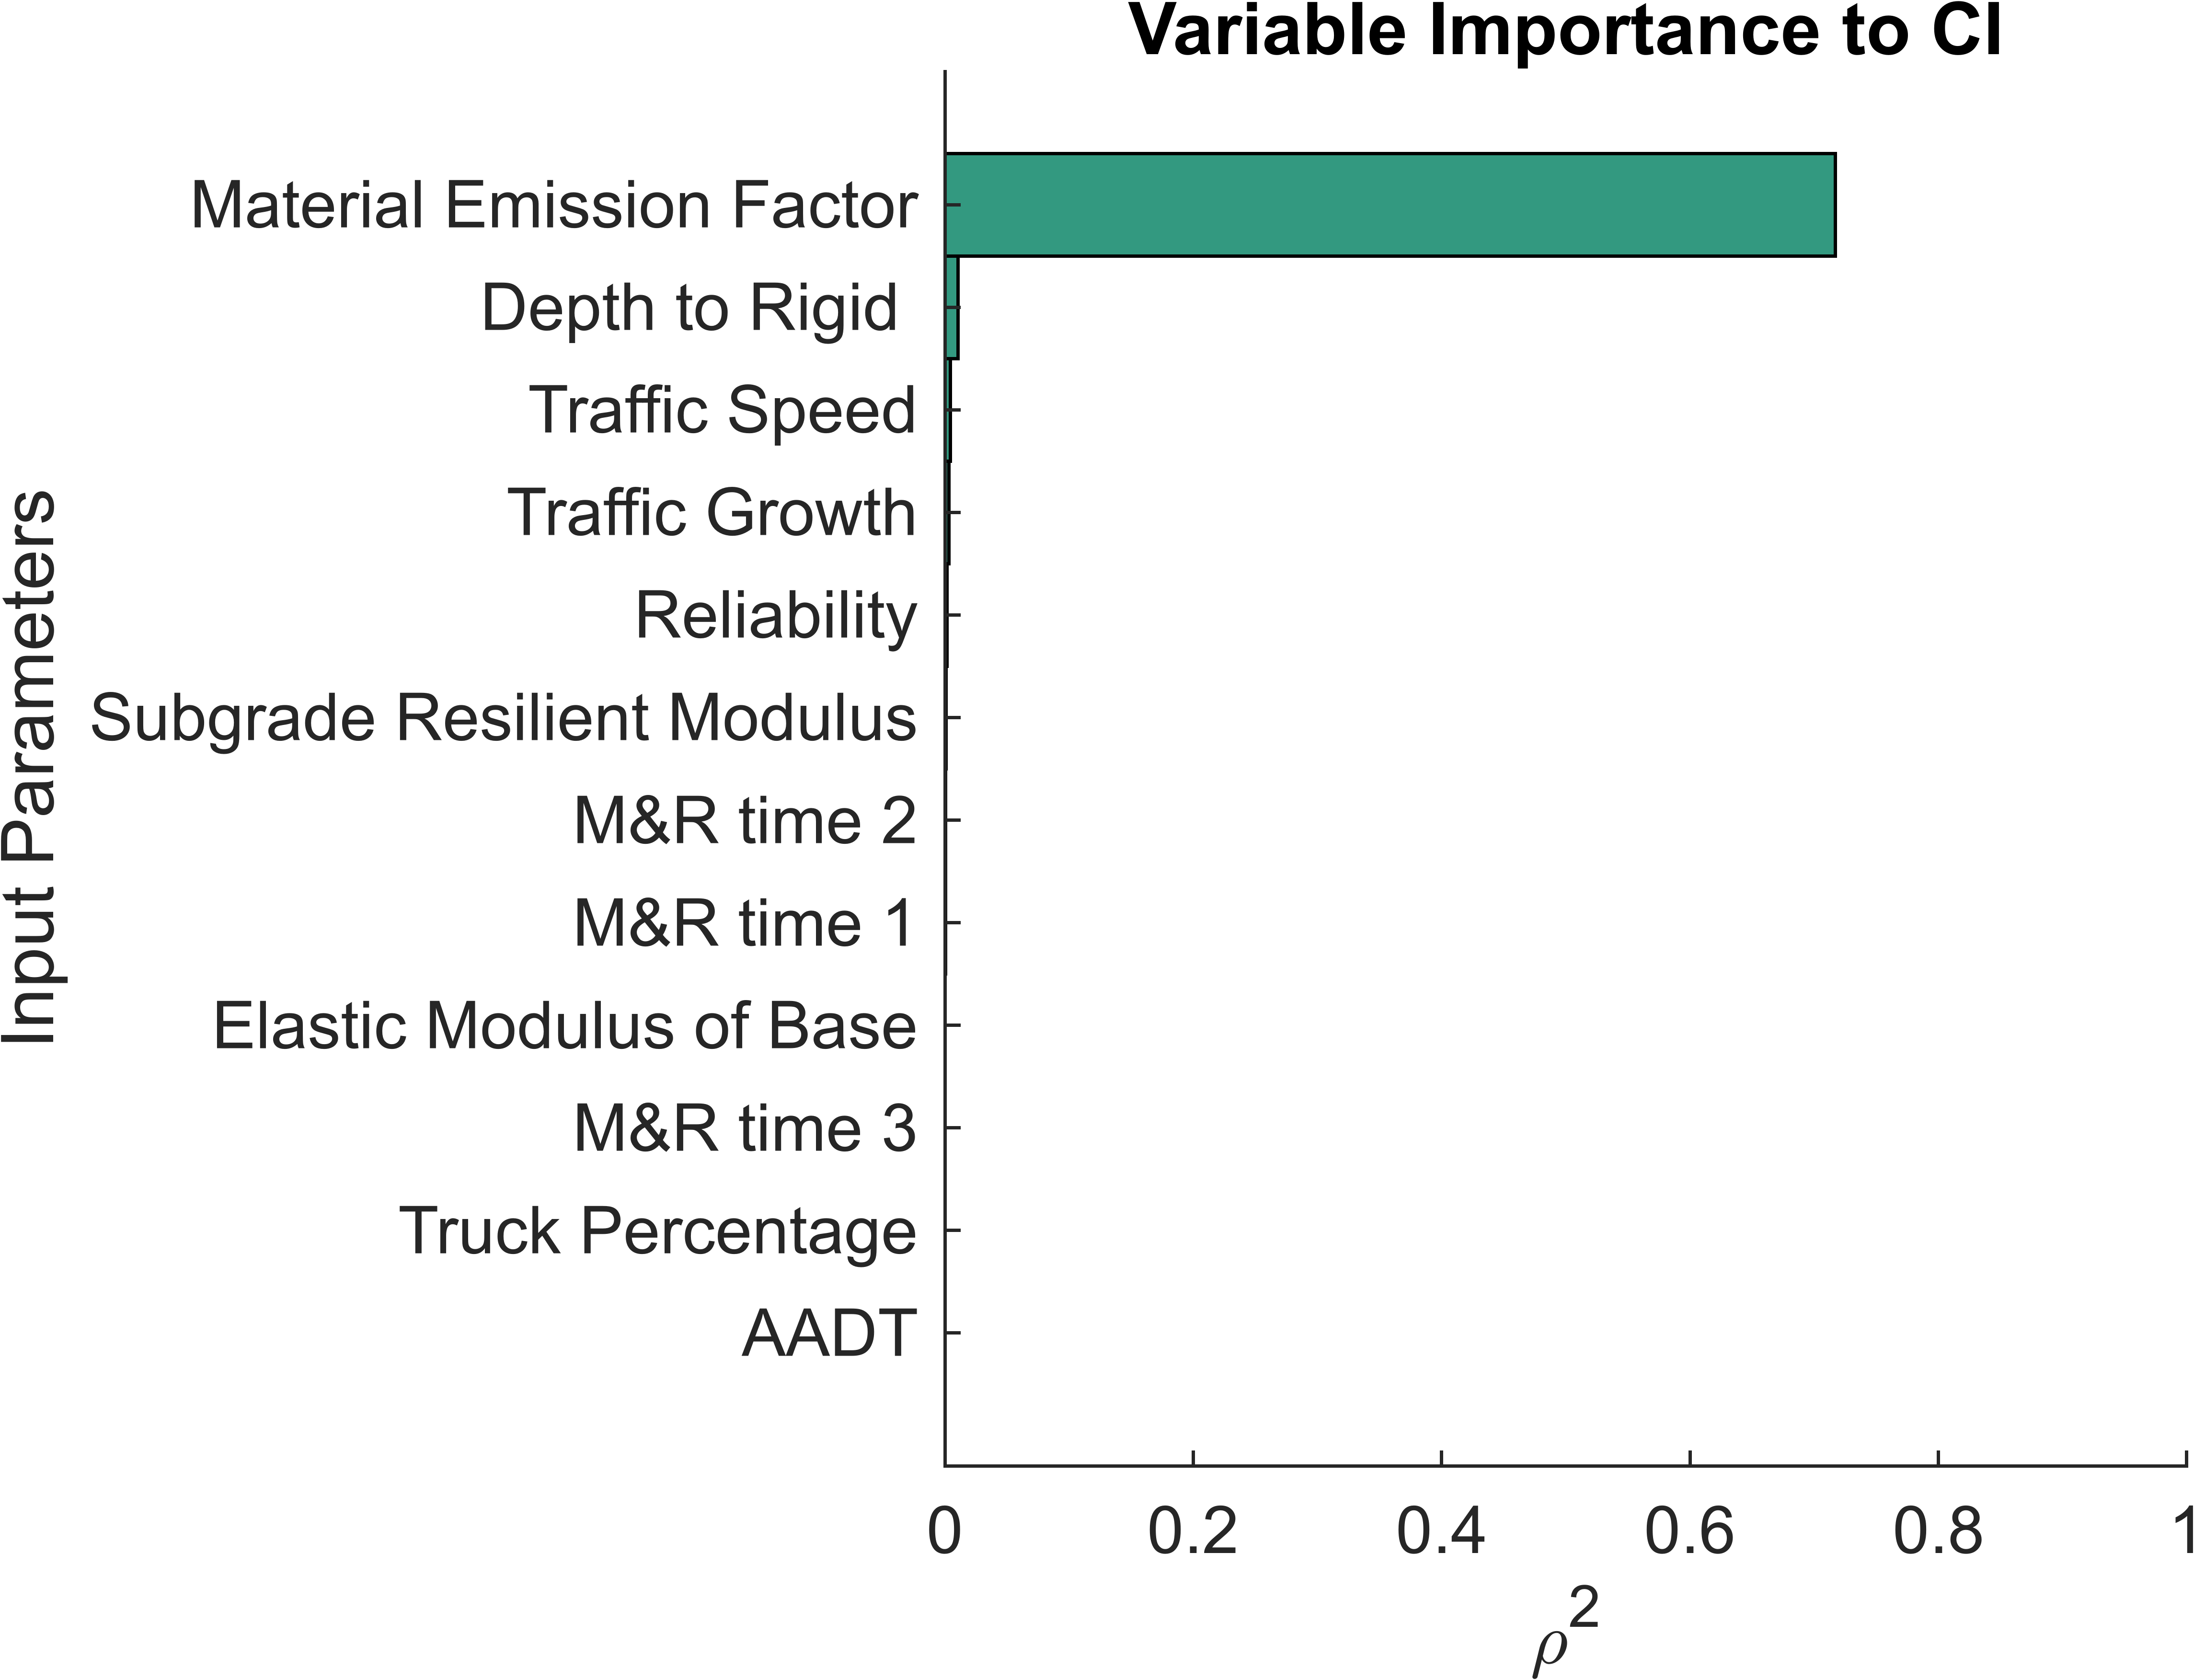 Variable Importance to CI
Material Emission Factor
Depth to Rigid
Traffic Speed
Traffic Growth
Reliability
Subgrade Resilient Modulus
M&R time 2
M&R time 1
Elastic Modulus of Base
M&R time 3
Truck Percentage
AADT
Input Parameters
0 0.2 0.4 0.6 0.8 1
ρ²